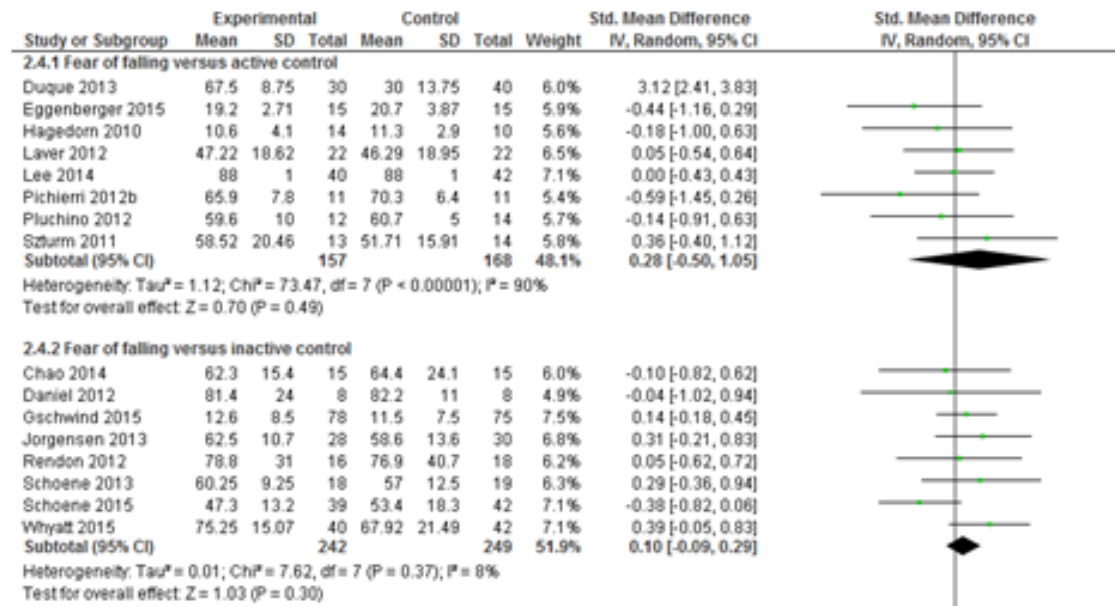 Experimental Control Std. Mean Difference Std. Mean Difference
Study or Subgroup Mean SD Total Mean SD Total Weight IV, Random, 95% CI IV, Random, 95% CI
2.4.1 Fear of falling versus active control
Duque 2013 67.5 8.75 30 30 13.75 40 6.0% 3.12 [2.41, 3.83]
Eggenberger 2015 19.2 2.71 15 20.7 3.87 15 5.9% -0.44 [-1.16, 0.29]
Hagedorn 2010 10.6 4.1 14 11.3 2.9 10 5.6% -0.18 [-1.00, 0.63]
Laver 2012 47.22 18.62 22 46.29 18.95 22 6.5% 0.05 [-0.54, 0.64]
Lee 2014 88 1 40 88 1 42 7.1% 0.00 [-0.43, 0.43]
Pichierri 2012b 65.9 7.8 11 70.3 6.4 11 5.4% -0.59 [-1.45, 0.26]
Pluchino 2012 59.6 10 12 60.7 5 14 5.7% -0.14 [-0.91, 0.63]
Szturm 2011 58.52 20.46 13 51.71 15.91 14 5.8% 0.36 [-0.40, 1.12]
Subtotal (95% CI) 157 168 48.1% 0.28 [-0.50, 1.05]
Heterogeneity: Tau² = 1.12; Chi² = 73.47, df = 7 (P < 0.00001); I² = 90%
Test for overall effect: Z = 0.70 (P = 0.49)
2.4.2 Fear of falling versus inactive control
Chao 2014 62.3 15.4 15 64.4 24.1 15 6.0% -0.10 [-0.82, 0.62]
Daniel 2012 81.4 24 8 82.2 11 8 4.9% -0.04 [-1.02, 0.94]
Gschwind 2015 12.6 8.5 78 11.5 7.5 75 7.5% 0.14 [-0.18, 0.45]
Jorgensen 2013 62.5 10.7 28 58.6 13.6 30 6.8% 0.31 [-0.21, 0.83]
Rendon 2012 78.8 31 16 76.9 40.7 18 6.2% 0.05 [-0.62, 0.72]
Schoene 2013 60.25 9.25 18 57 12.5 19 6.3% 0.29 [-0.36, 0.94]
Schoene 2015 47.3 13.2 39 53.4 18.3 42 7.1% -0.38 [-0.82, 0.06]
Whyatt 2015 75.25 15.07 40 67.92 21.49 42 7.1% 0.39 [-0.05, 0.83]
Subtotal (95% CI) 242 249 51.9% 0.10 [-0.09, 0.29]
Heterogeneity: Tau² = 0.01; Chi² = 7.62, df = 7 (P = 0.37); I² = 8%
Test for overall effect: Z = 1.03 (P = 0.30)